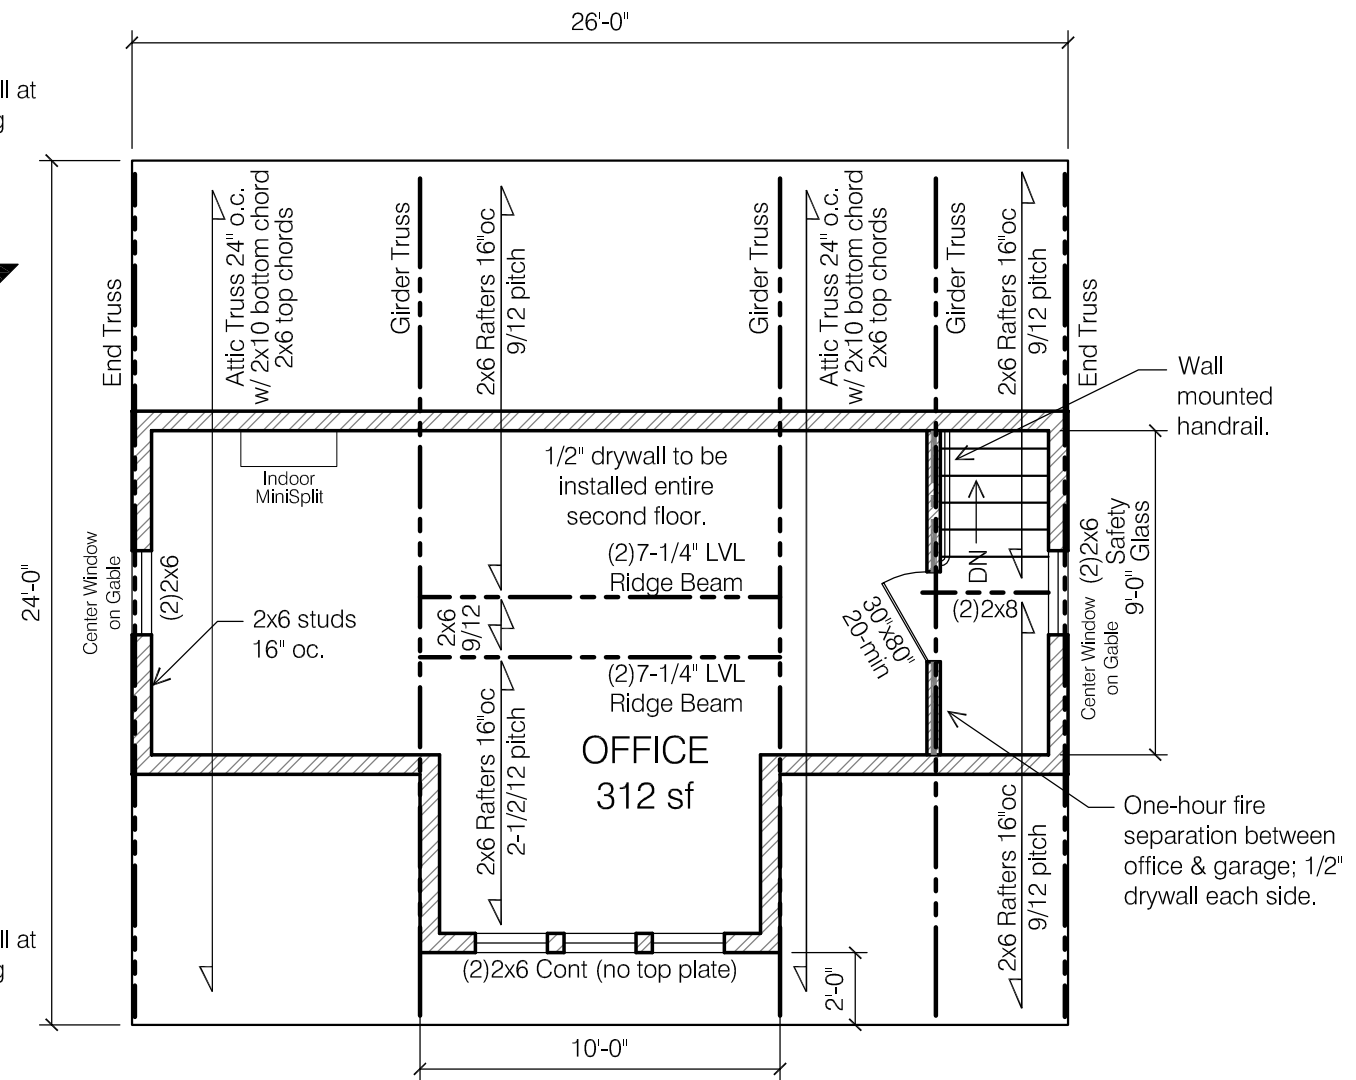 26'-0"
ll at
g
End Truss
Attic Truss 24" o.c.
w/ 2x10 bottom chord
2x6 top chords
Girder Truss
2x6 Rafters 16"oc
9/12 pitch
Girder Truss
Attic Truss 24" o.c.
w/ 2x10 bottom chord
2x6 top chords
Girder Truss
2x6 Rafters 16"oc
9/12 pitch
End Truss
Wall
mounted
handrail.
Indoor
MiniSplit
1/2" drywall to be
installed entire
second floor.
(2)7-1/4" LVL
Ridge Beam
24'-0"
Center Window
on Gable
(2)2x6
2x6 studs
16" oc.
2x6
9/12
(2)7-1/4" LVL
Ridge Beam
2x6 Rafters 16"oc
2-1/2/12 pitch
OFFICE
312 sf
30"x80"
20-min
DN
(2)2x8
(2)2x6
Safety
Glass
9'-0"
Center Window
on Gable
One-hour fire
separation between
office & garage; 1/2"
drywall each side.
2x6 Rafters 16"oc
9/12 pitch
ll at
g
(2)2x6 Cont (no top plate)
2'-0"
10'-0"